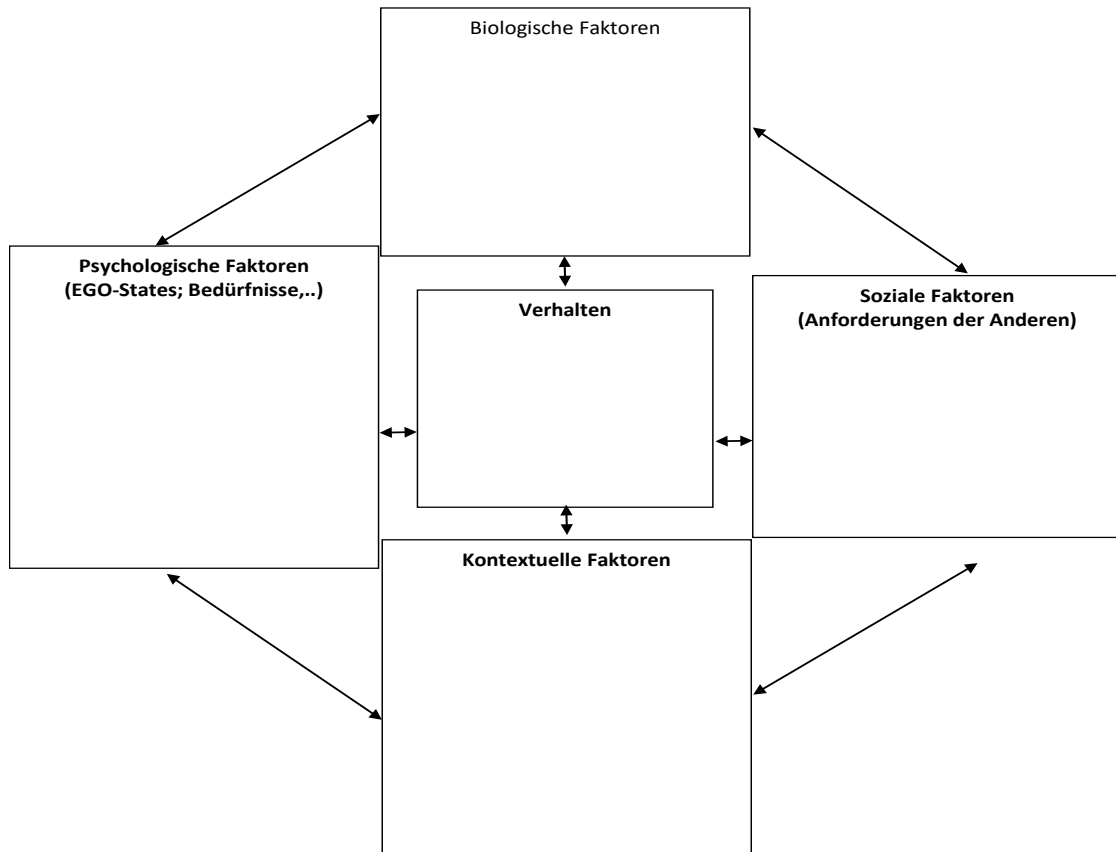 Biologische Faktoren
Psychologische Faktoren
(EGO-States; Bedürfnisse,..)
Verhalten
Soziale Faktoren
(Anforderungen der Anderen)
Kontextuelle Faktoren